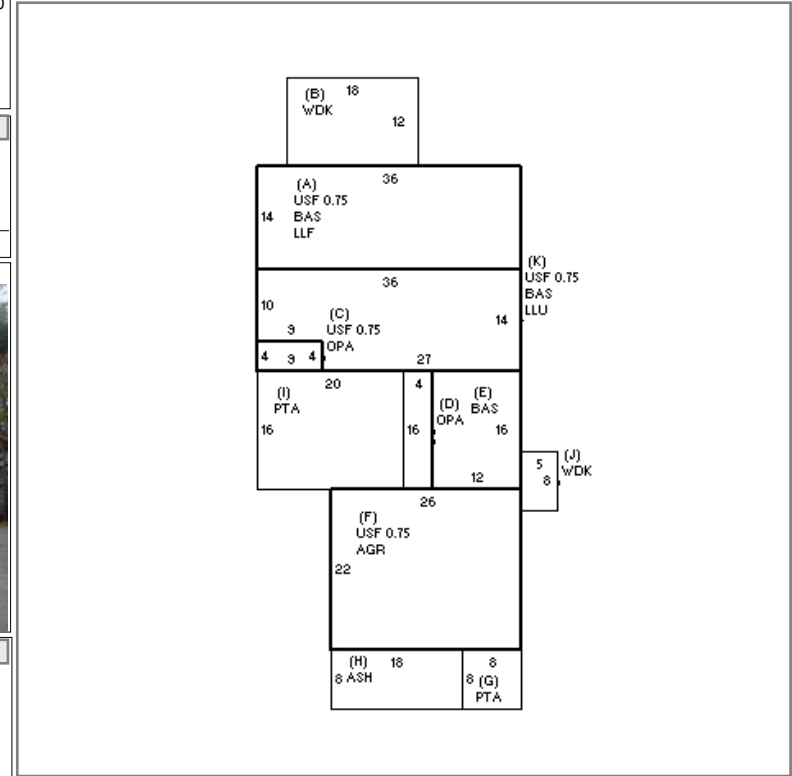 (B) 18
WDK
12
36
(A)
USF 0.75
14 BAS
LLF
(K)
USF 0.75
BAS
LLU
36
10
(C)
USF 0.75
OPA
14
9
4 9 4
27
20
(I)
PTA
16
4
16
(D)
OPA
(E)
BAS
16
12
5
8
(J)
WDK
26
(F)
USF 0.75
AGR
22
(H) 18
8 ASH
8
8 (G)
PTA